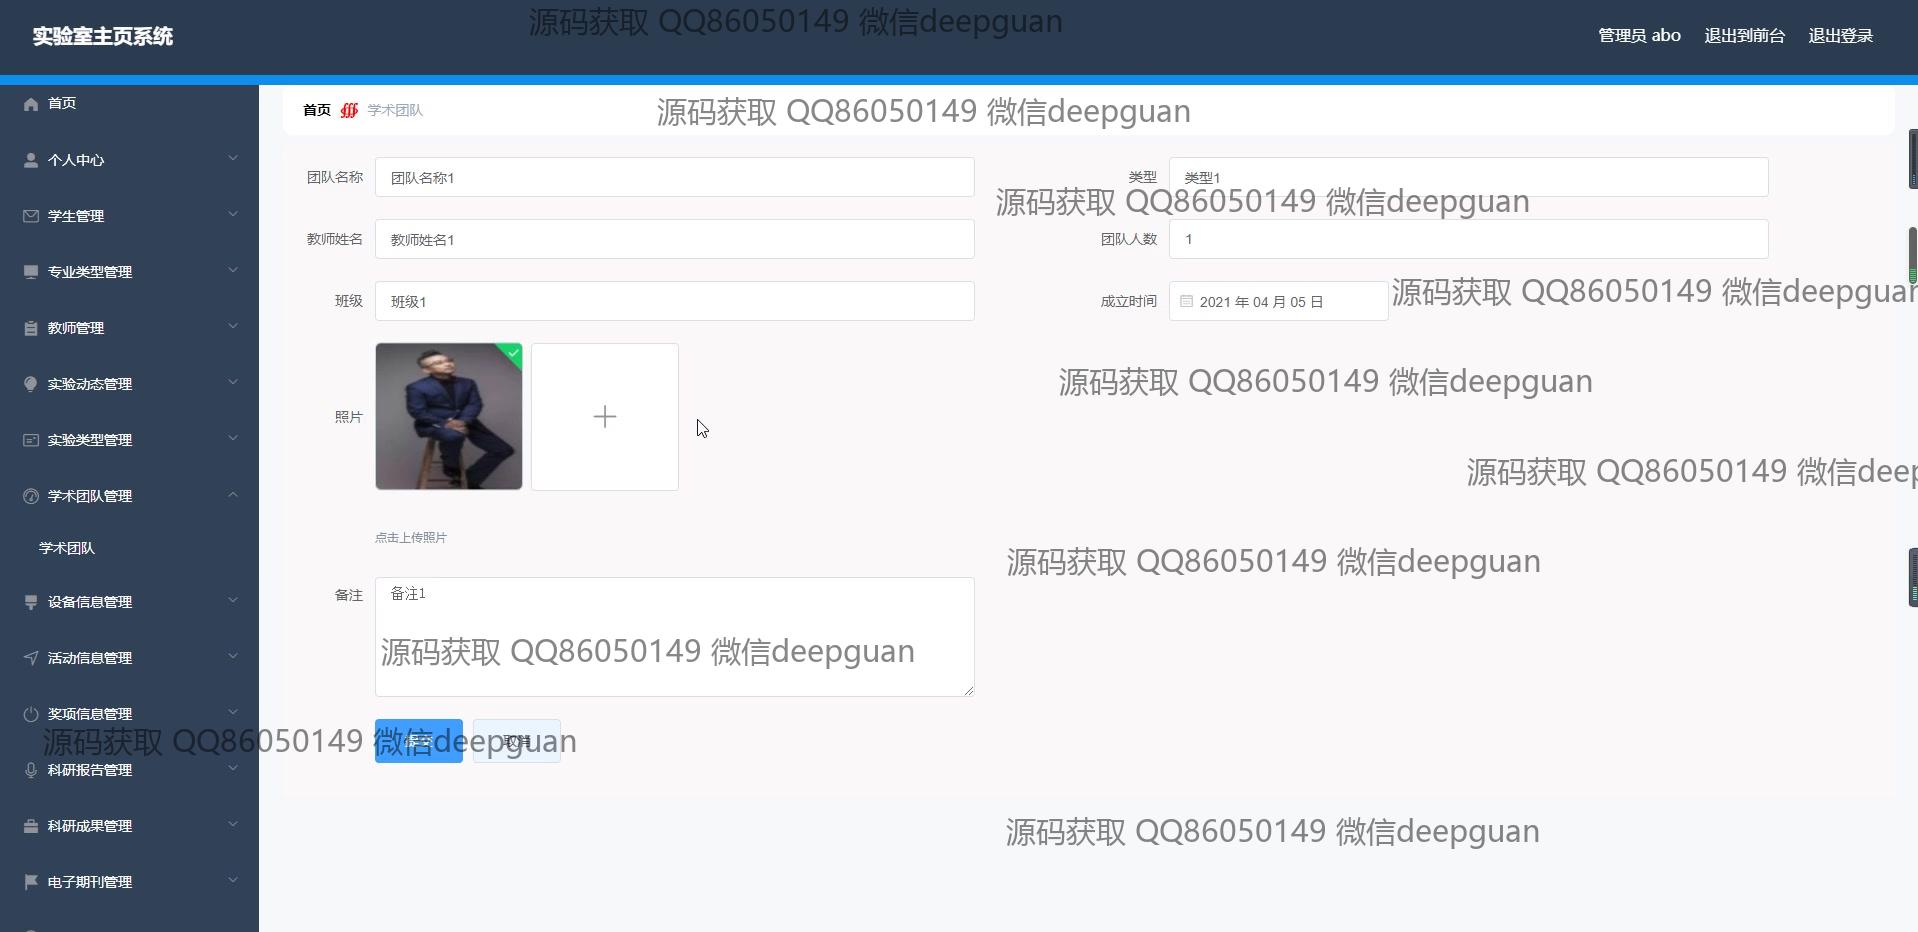 实验室主页系统
源码获取 QQ86050149 微信deepguan
管理员 abo 退出到前台 退出登录
首页
个人中心
学生管理
专业类型管理
教师管理
实验动态管理
实验类型管理
学术团队管理
学术团队
设备信息管理
活动信息管理
奖项信息管理
源码获取 QQ86050149 微信deepguan
科研报告管理
科研成果管理
电子期刊管理
首页 学术团队
源码获取 QQ86050149 微信deepguan
团队名称 团队名称1
类型 类型1
源码获取 QQ86050149 微信deepguan
教师姓名 教师姓名1
团队人数 1
班级 班级1
成立时间 2021 年 04 月 05 日
源码获取 QQ86050149 微信deepguan
照片
源码获取 QQ86050149 微信deepguan
源码获取 QQ86050149 微信deep
点击上传照片
源码获取 QQ86050149 微信deepguan
备注 备注1
源码获取 QQ86050149 微信deepguan
提交 取消
源码获取 QQ86050149 微信deepguan